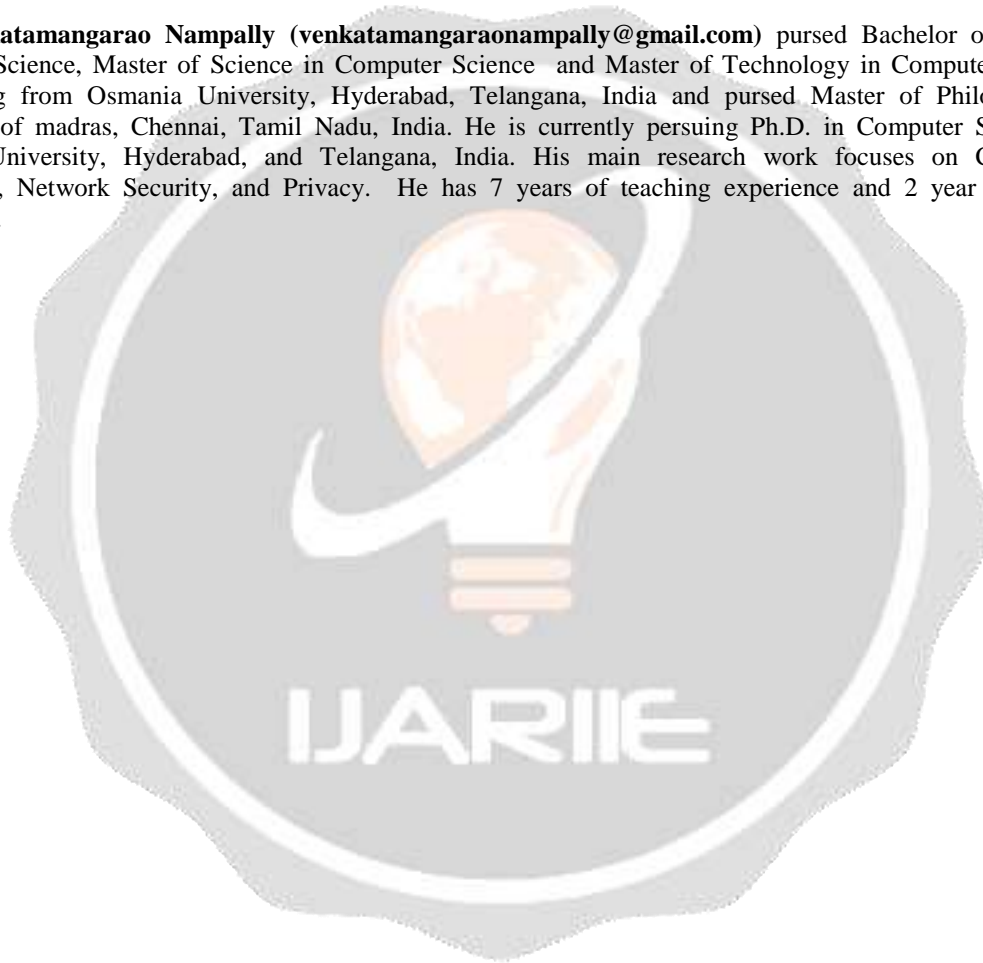 atamangarao Nampally (venkatamangaraonampally@gmail.com) pursed Bachelor o
Science, Master of Science in Computer Science and Master of Technology in Compute
g from Osmania University, Hyderabad, Telangana, India and pursed Master of Philo
of madras, Chennai, Tamil Nadu, India. He is currently persuing Ph.D. in Computer S
University, Hyderabad, and Telangana, India. His main research work focuses on C
, Network Security, and Privacy. He has 7 years of teaching experience and 2 year
IJARIIE